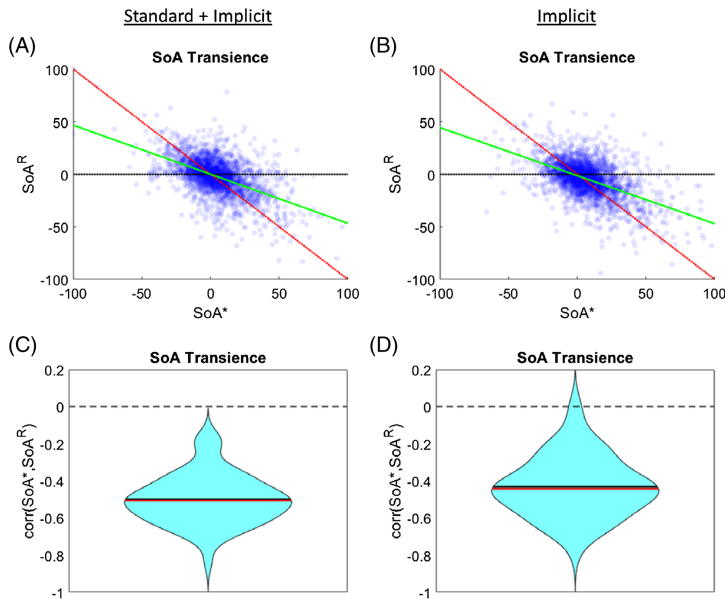 Standard + Implicit
Implicit
(A)
SoA Transience
100
50
0
-50
-100
SoA^R
-100 -50 0 50 100
SoA*
(B)
SoA Transience
100
50
0
-50
-100
SoA^R
-100 -50 0 50 100
SoA*
(C)
SoA Transience
0.2
0
-0.2
-0.4
-0.6
-0.8
-1
corr(SoA*,SoA^R)
(D)
SoA Transience
0.2
0
-0.2
-0.4
-0.6
-0.8
-1
corr(SoA*,SoA^R)